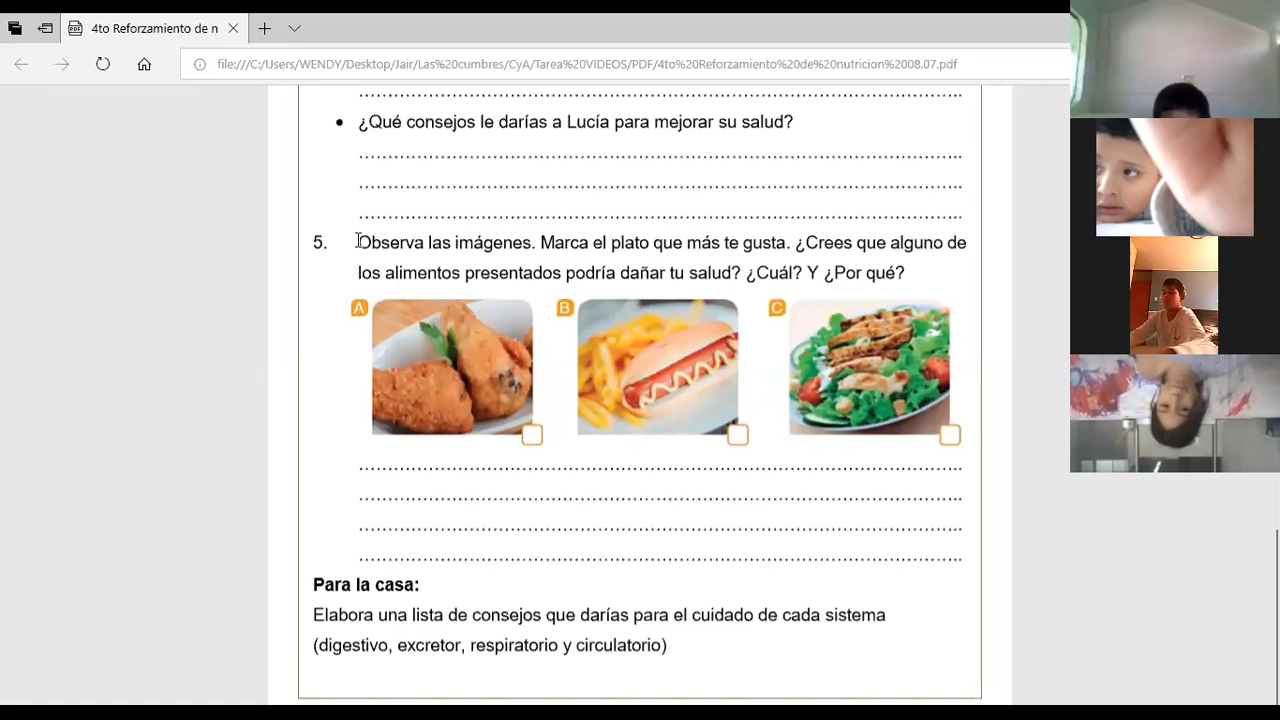 4to Reforzamiento de n
file:///C:/Users/WENDY/Desktop/Jair/Las%20cumbres/CyA/Tarea%20VIDEOS/PDF/4to%20Reforzamiento%20de%20nutricion%2008.07.pdf
• ¿Qué consejos le darías a Lucía para mejorar su salud?
5. Observa las imágenes. Marca el plato que más te gusta. ¿Crees que alguno de
los alimentos presentados podría dañar tu salud? ¿Cuál? Y ¿Por qué?
A B C
Para la casa:
Elabora una lista de consejos que darías para el cuidado de cada sistema
(digestivo, excretor, respiratorio y circulatorio)